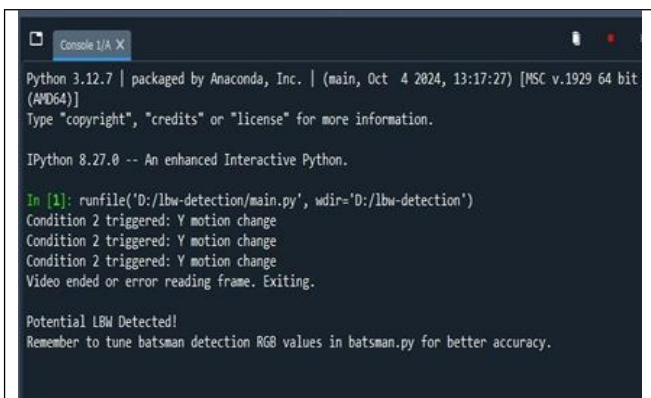 Console 1/A X
Python 3.12.7 | packaged by Anaconda, Inc. | (main, Oct  4 2024, 13:17:27) [MSC v.1929 64 bit
(AMD64)]
Type "copyright", "credits" or "license" for more information.
IPython 8.27.0 -- An enhanced Interactive Python.
In [1]: runfile('D:/lbw-detection/main.py', wdir='D:/lbw-detection')
Condition 2 triggered: Y motion change
Condition 2 triggered: Y motion change
Condition 2 triggered: Y motion change
Video ended or error reading frame. Exiting.
Potential LBW Detected!
Remember to tune batsman detection RGB values in batsman.py for better accuracy.